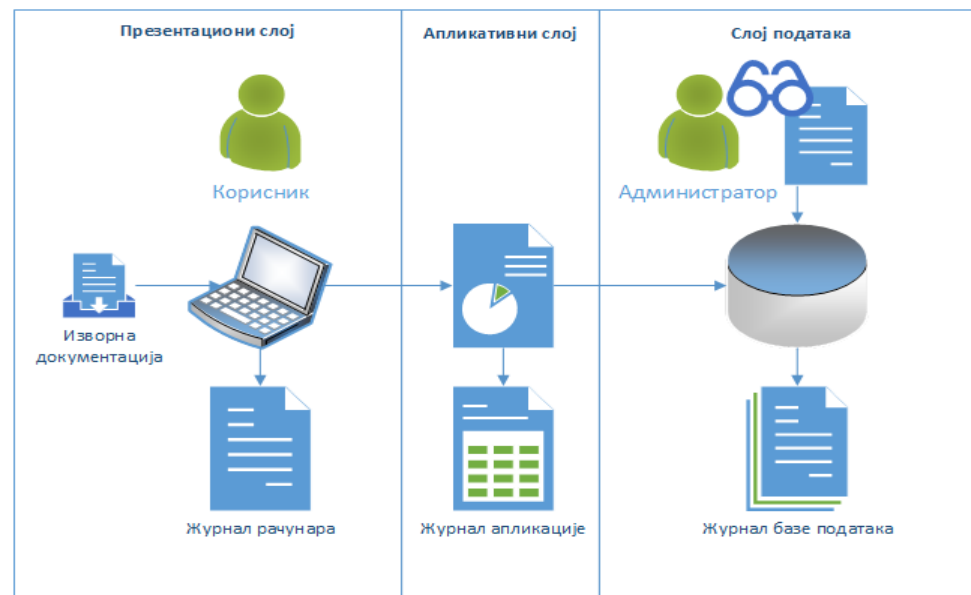 Презентациони слој
Апликативни слој
Слој података
Корисник
Администратор
Изворна
документација
Журнал рачунара
Журнал апликације
Журнал базе података